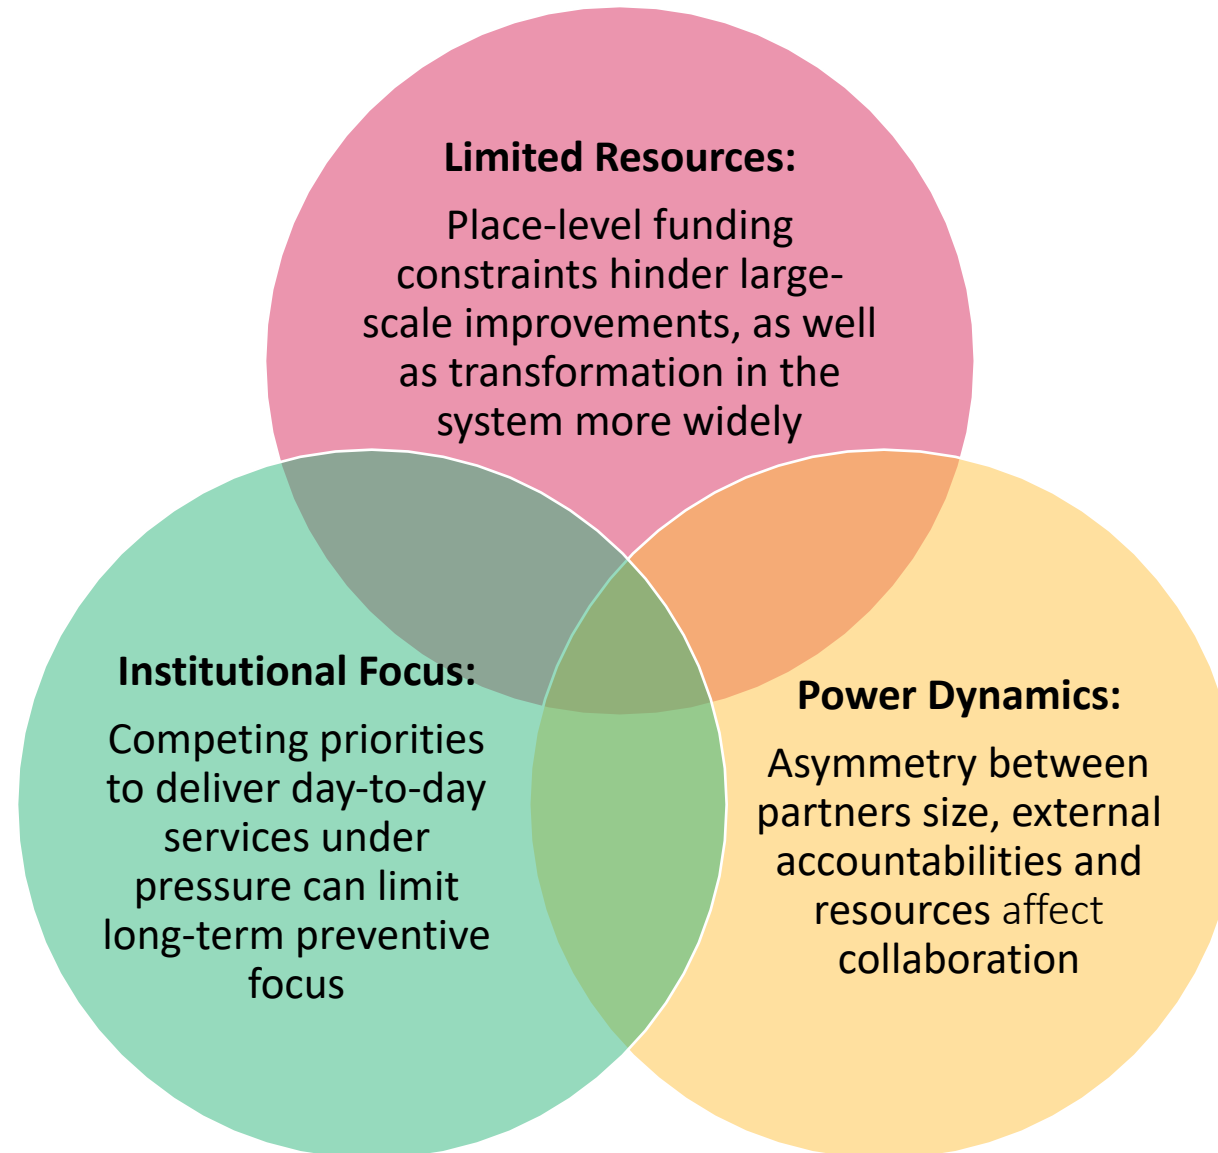 Limited Resources:
Place-level funding
constraints hinder large-
scale improvements, as well
as transformation in the
system more widely
Institutional Focus:
Competing priorities
to deliver day-to-day
services under
pressure can limit
long-term preventive
focus
Power Dynamics:
Asymmetry between
partners size, external
accountabilities and
resources affect
collaboration